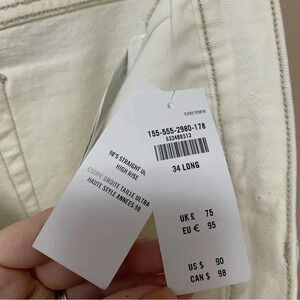 155-555-2980-178
34 LONG
UK £ 75
EU € 95
US $ 90
CAN $ 98
90'S STRAIGHT UL
HIGH RISE
COUPE DROITE TAILLE ULTRA
HAUTE STYLE ANNÉES 90